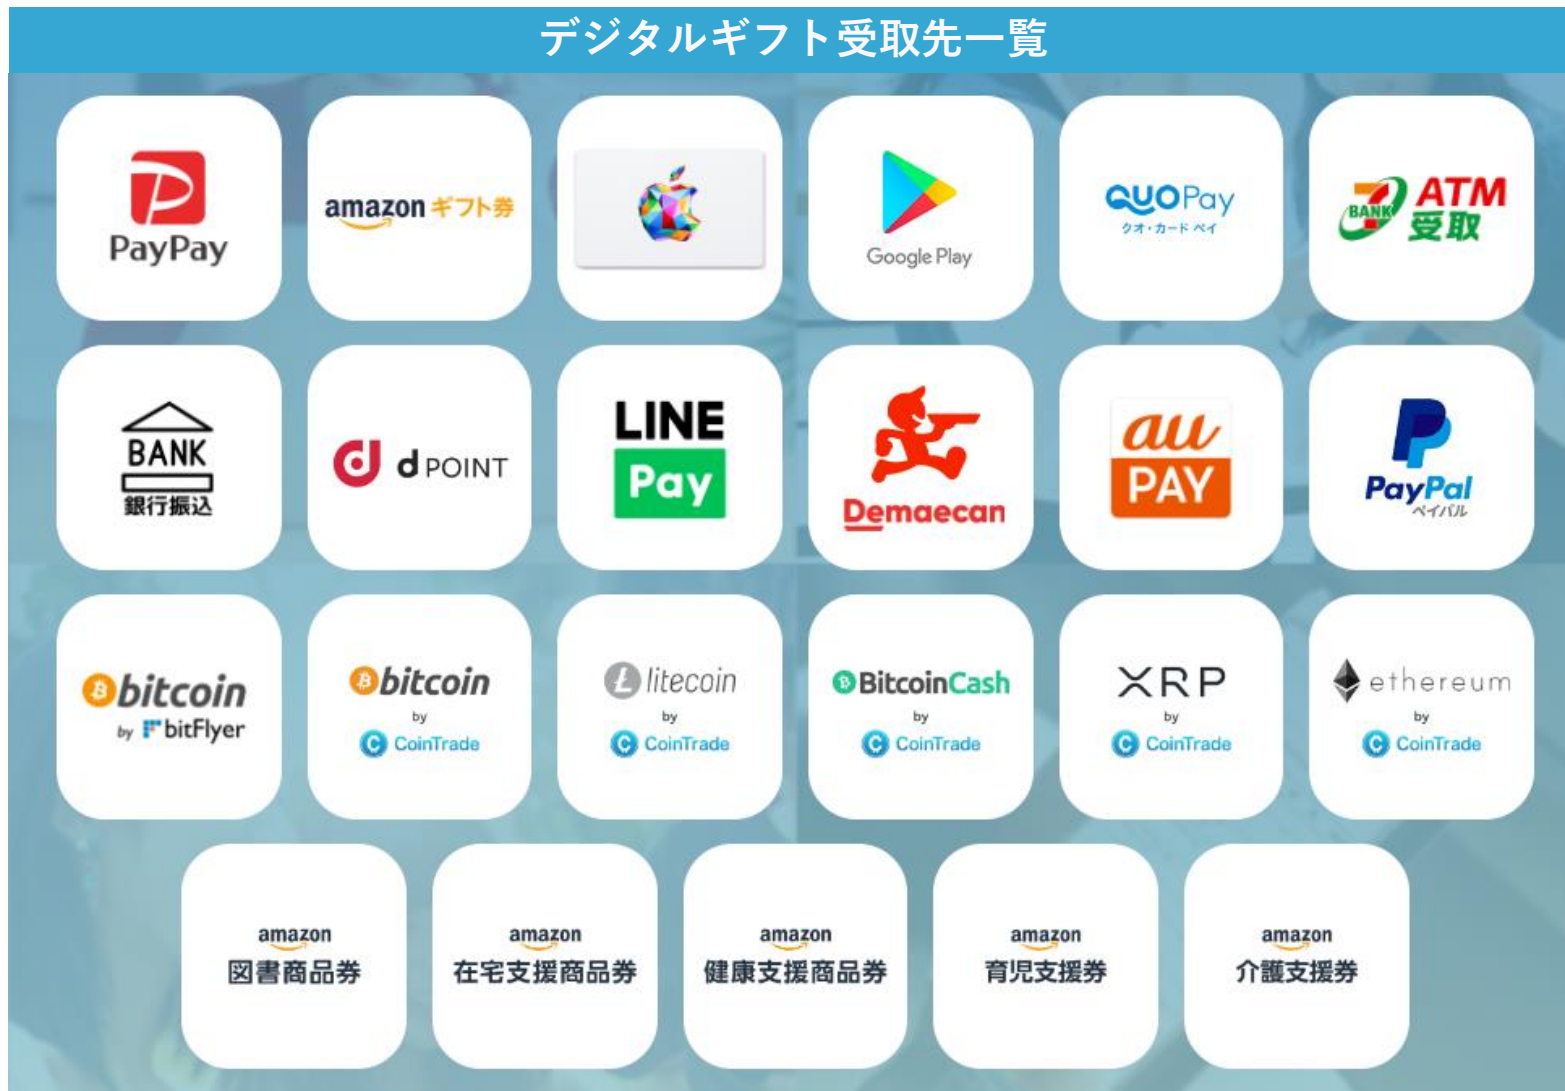 デジタルギフト受取先一覧
PayPay
amazon ギフト券
Google Play
QUO Pay
クオ・カード ペイ
7 BANK
ATM
受取
BANK
銀行振込
d POINT
LINE
Pay
Demaecan
au
PAY
PayPal
ペイパル
bitcoin
by bitFlyer
bitcoin
by
CoinTrade
litecoin
by
CoinTrade
BitcoinCash
by
CoinTrade
XRP
by
CoinTrade
ethereum
by
CoinTrade
amazon
図書商品券
amazon
在宅支援商品券
amazon
健康支援商品券
amazon
育児支援券
amazon
介護支援券